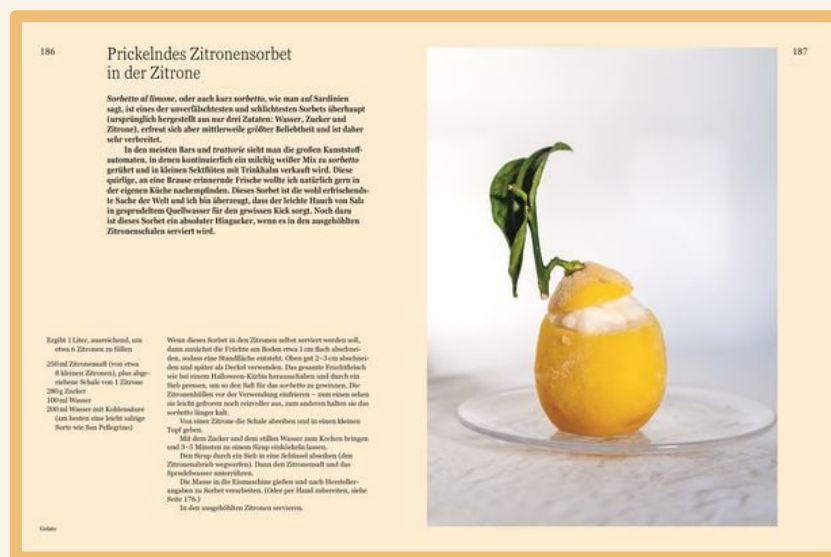 186
187
Prickelndes Zitronensorbet
in der Zitrone
Sorbetto al limone, oder auch kurz sorbetto, wie man auf Sardinien
sagt, ist eines der unverfälschtesten und schlichtesten Sorbets überhaupt
(ursprünglich hergestellt aus nur drei Zutaten: Wasser, Zucker und
Zitrone), erfreut sich aber mittlerweile größter Beliebtheit und ist daher
sehr verbreitet.
In den meisten Bars und trattorie sieht man die großen Kunststoff-
automaten, in denen kontinuierlich ein milchig weißer Mix zu sorbetto
gerührt und in kleinen Sektflöten mit Trinkhalm verkauft wird. Diese
quirlige, an eine Brause erinnernde Frische wollte ich natürlich gern in
der eigenen Küche nachempfinden. Dieses Sorbet ist die wohl erfrischends-
te Sache der Welt und ich bin überzeugt, dass der leichte Hauch von Salz
in gesprudeltem Quellwasser für den gewissen Kick sorgt. Noch dazu
ist dieses Sorbet ein absoluter Hingucker, wenn es in den ausgehöhlten
Zitronenschalen serviert wird.
Ergibt 1 Liter, ausreichend, um
etwa 6 Zitronen zu füllen
250 ml Zitronensaft (von etwa
8 kleinen Zitronen), plus abge-
riebene Schale von 1 Zitrone
280 g Zucker
100 ml Wasser
200 ml Wasser mit Kohlensäure
(am besten eine leicht salzige
Sorte wie San Pellegrino)
Wenn dieses Sorbet in den Zitronen selbst serviert werden soll,
dann zunächst die Früchte am Boden etwa 1 cm flach abschnei-
den, sodass eine Standfläche entsteht. Oben gut 2–3 cm abschnei-
den und später als Deckel verwenden. Das gesamte Fruchtfleisch
wie bei einem Halloween-Kürbis herausschaben und durch ein
Sieb pressen, um so den Saft für das sorbetto zu gewinnen. Die
Zitronenhüllen vor der Verwendung einfrieren – zum einen sehen
sie leicht gefroren noch reizvoller aus, zum anderen halten sie das
sorbetto länger kalt.
Von einer Zitrone die Schale abreiben und in einen kleinen
Topf geben.
Mit dem Zucker und dem stillen Wasser zum Kochen bringen
und 3–5 Minuten zu einem Sirup einköcheln lassen.
Den Sirup durch ein Sieb in eine Schüssel abseihen (den
Zitronenabrieb wegwerfen). Dann den Zitronensaft und das
Sprudelwasser unterrühren.
Die Masse in die Eismaschine gießen und nach Hersteller-
angaben zu Sorbet verarbeiten. (Oder per Hand zubereiten, siehe
Seite 176.)
In den ausgehöhlten Zitronen servieren.
Gelato